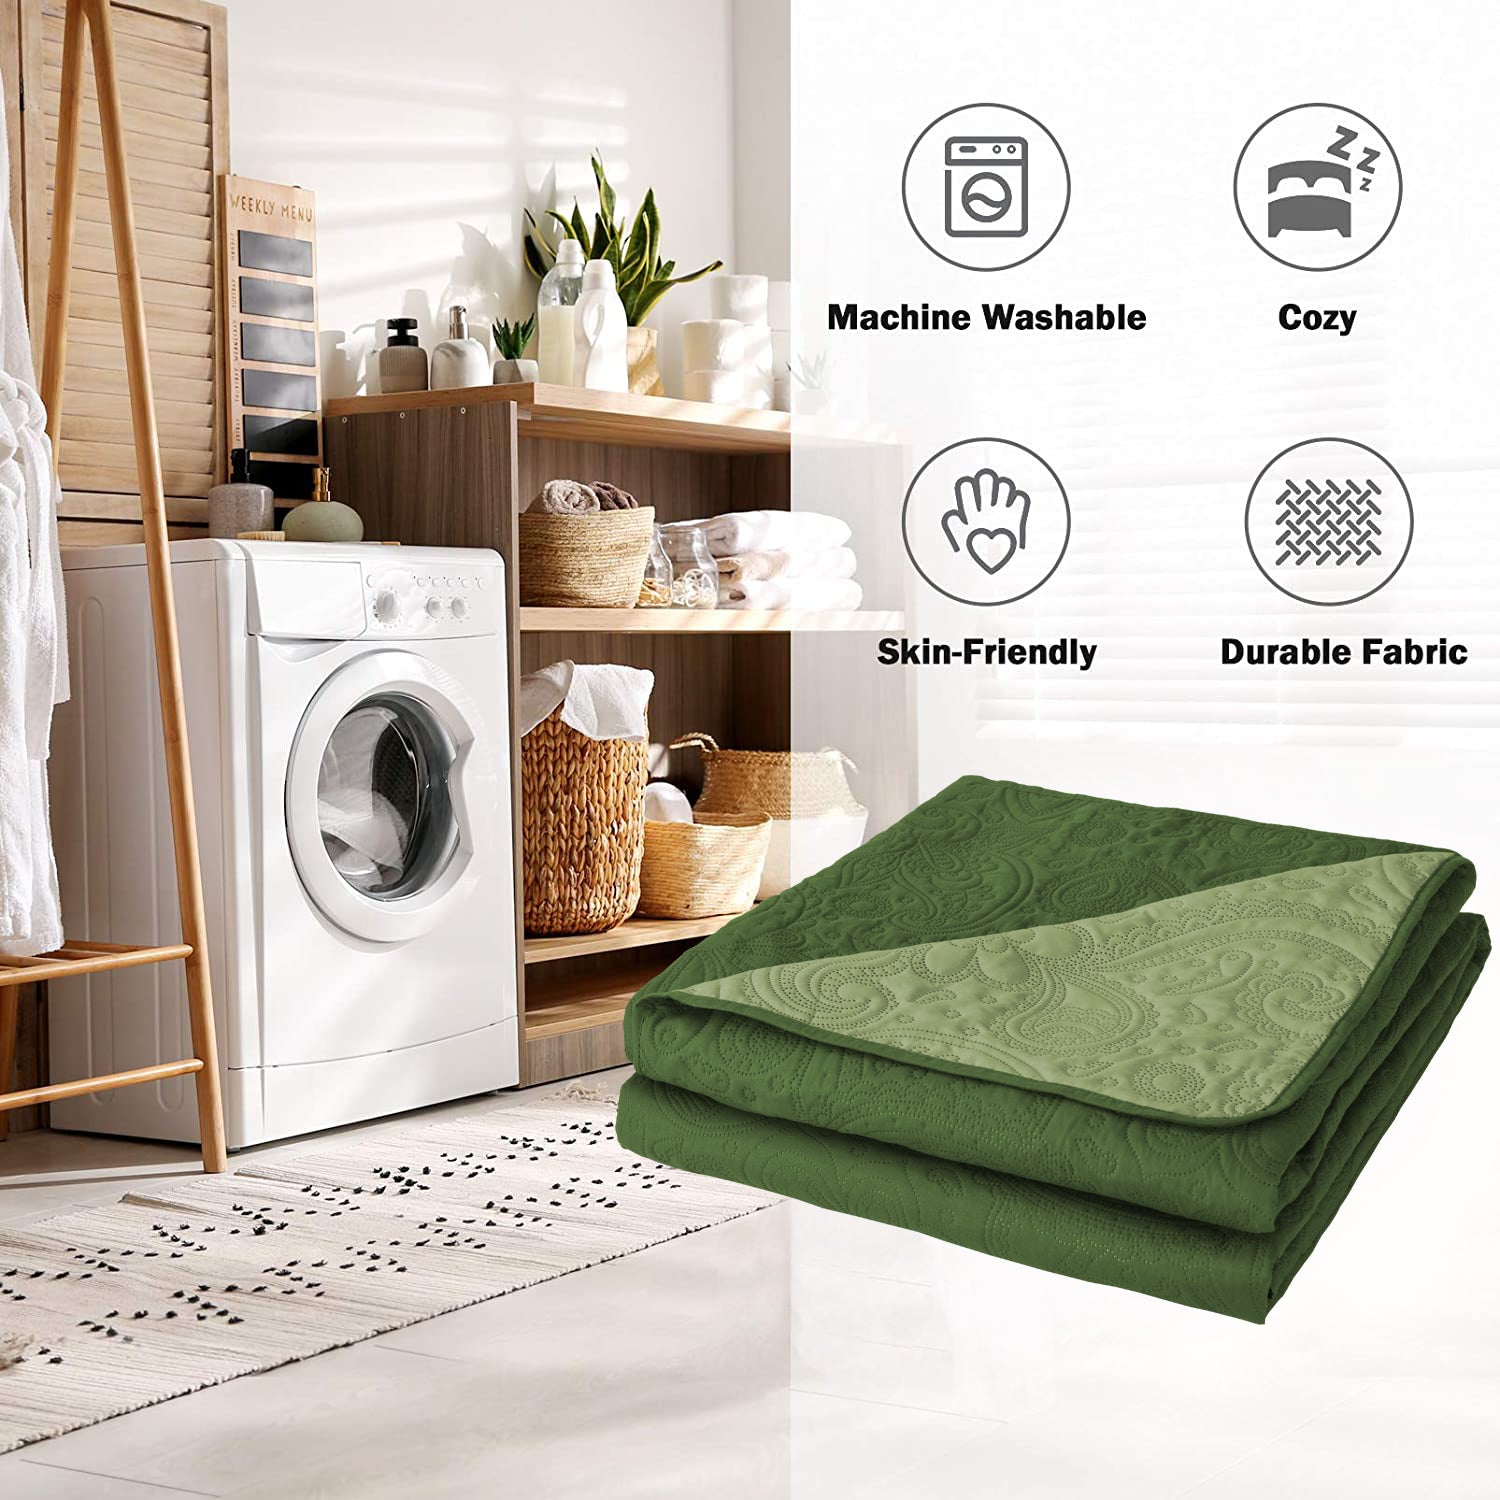 WEEKLY MENU
Machine Washable
Cozy
Skin-Friendly
Durable Fabric